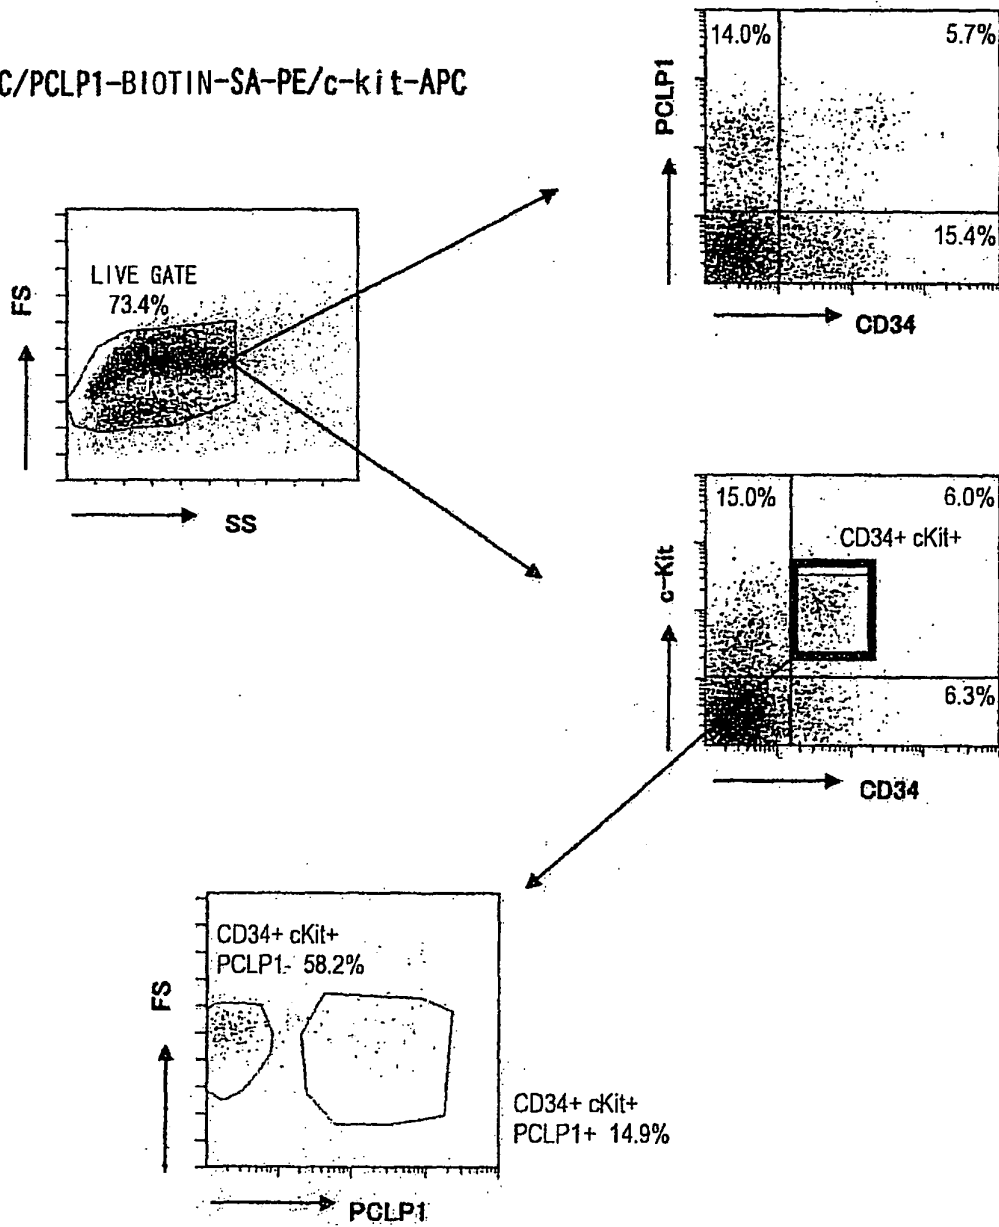 C/PCLP1-BIOTIN-SA-PE/c-kit-APC
14.0%
5.7%
15.4%
PCLP1
CD34
LIVE GATE
73.4%
FS
SS
15.0%
6.0%
CD34+ cKit+
6.3%
c-Kit
CD34
CD34+ cKit+
PCLP1- 58.2%
FS
CD34+ cKit+
PCLP1+ 14.9%
PCLP1